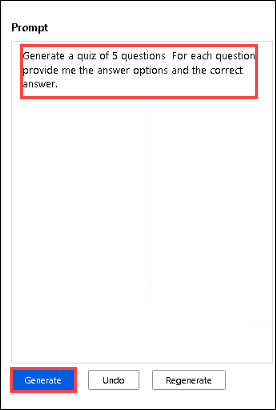 Prompt
Generate a quiz of 5 questions  For each question
provide me the answer options and the correct
answer.
Generate
Undo
Regenerate